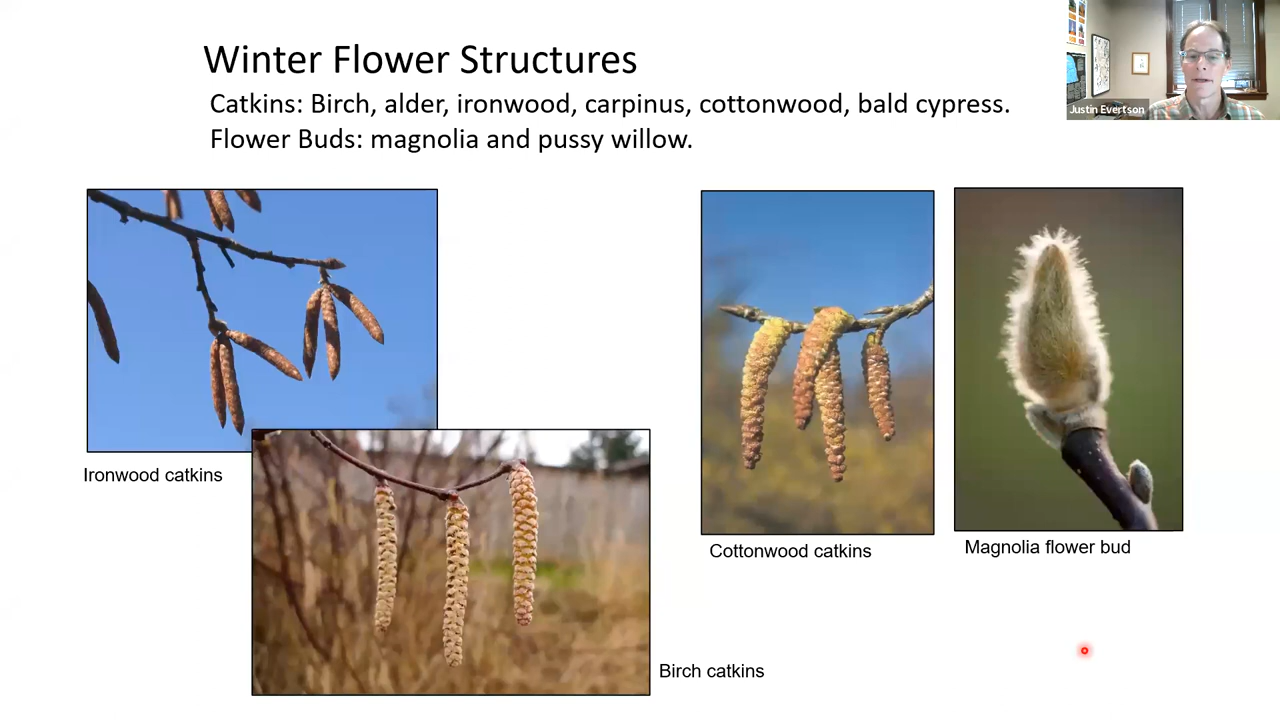 Winter Flower Structures
Catkins: Birch, alder, ironwood, carpinus, cottonwood, bald cypress.
Flower Buds: magnolia and pussy willow.
Justin Evertson
Ironwood catkins
Cottonwood catkins
Magnolia flower bud
Birch catkins